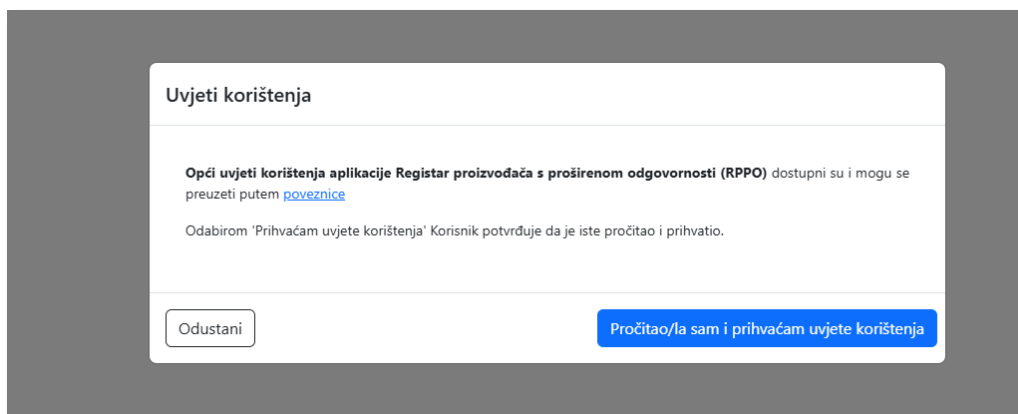 Uvjeti korištenja
Opći uvjeti korištenja aplikacije Registar proizvođača s proširenom odgovornosti (RPPO) dostupni su i mogu se
preuzeti putem poveznice
Odabirom 'Prihvaćam uvjete korištenja' Korisnik potvrđuje da je iste pročitao i prihvatio.
Odustani
Pročitao/la sam i prihvaćam uvjete korištenja